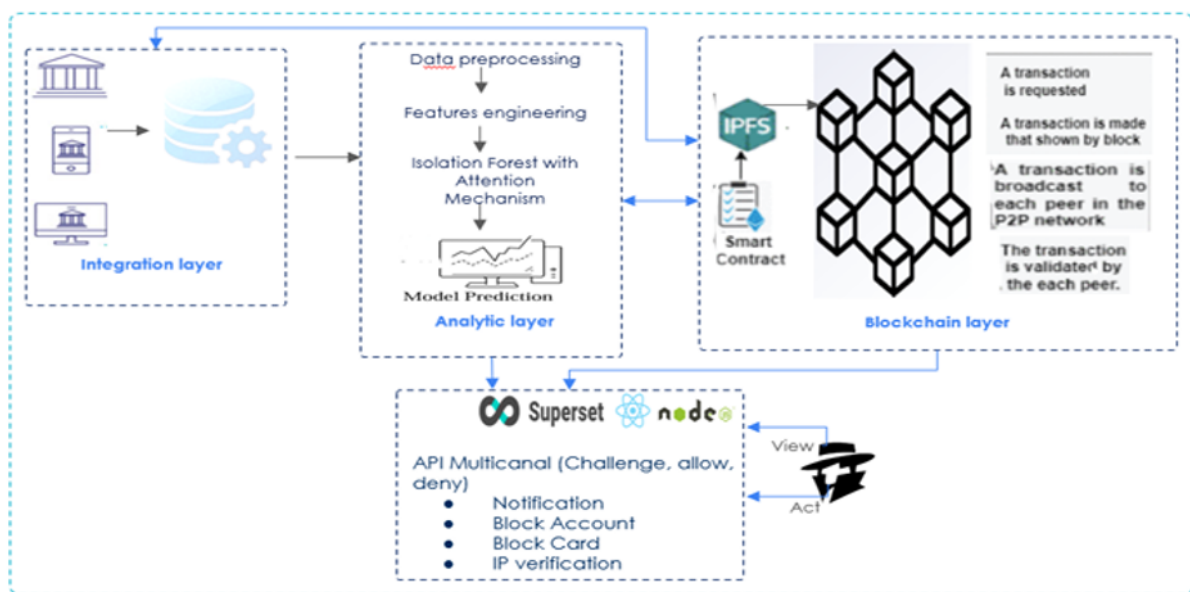 Data preprocessing
Features engineering
Isolation Forest with
Attention
Mechanism
Model Prediction
Analytic layer
Integration layer
IPFS
Smart
Contract
A transaction
is requested
A transaction is made
that shown by block
A transaction is
broadcast to
each peer in the
P2P network
The transaction
is validated by
the each peer.
Blockchain layer
Superset
node
JS
API Multicanal (Challenge, allow,
deny)
● Notification
● Block Account
● Block Card
● IP verification
View
Act